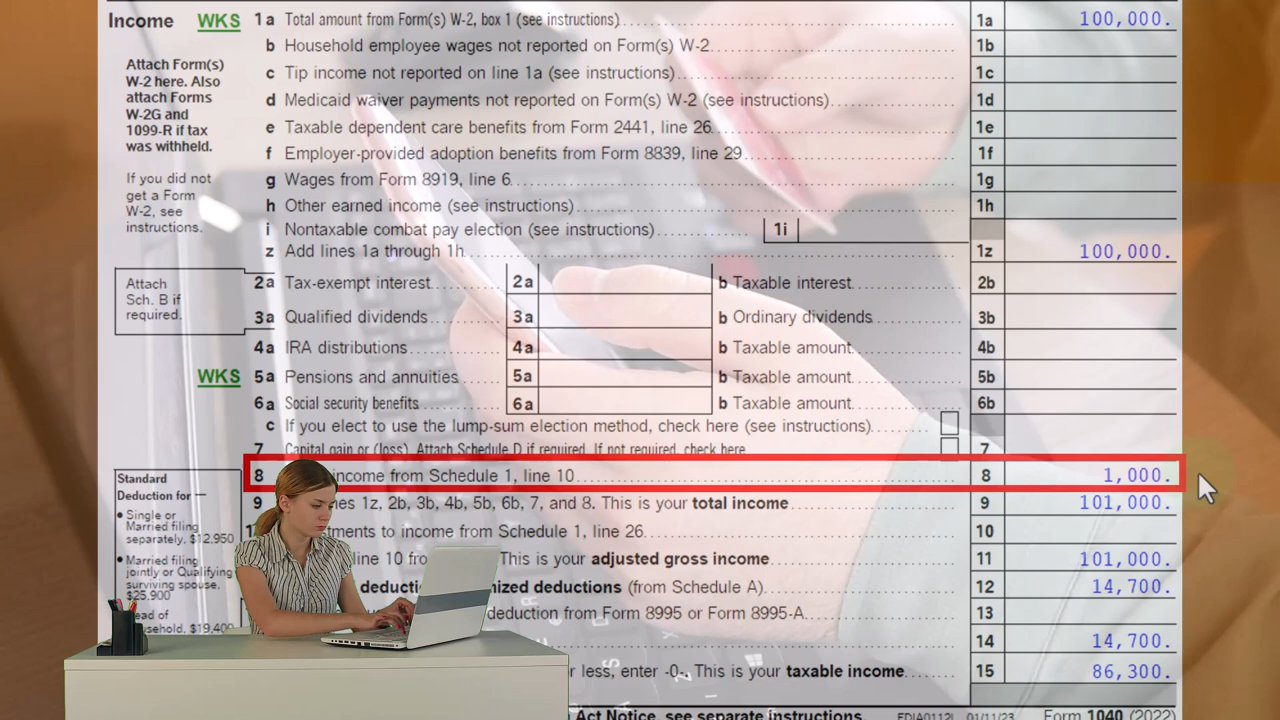 Income WKS 1a Total amount from Form(s) W-2, box 1 (see instructions) 1a 100,000.
b Household employee wages not reported on Form(s) W-2 1b
Attach Form(s) W-2 here. Also attach Forms W-2G and 1099-R if tax was withheld.
c Tip income not reported on line 1a (see instructions) 1c
d Medicaid waiver payments not reported on Form(s) W-2 (see instructions) 1d
e Taxable dependent care benefits from Form 2441, line 26 1e
f Employer-provided adoption benefits from Form 8839, line 29 1f
If you did not get a Form W-2, see instructions.
g Wages from Form 8919, line 6 1g
h Other earned income (see instructions) 1h
i Nontaxable combat pay election (see instructions) 1i
z Add lines 1a through 1h 1z 100,000.
Attach Sch. B if required.
2a Tax-exempt interest 2a b Taxable interest 2b
3a Qualified dividends 3a b Ordinary dividends 3b
4a IRA distributions 4a b Taxable amount 4b
WKS 5a Pensions and annuities 5a b Taxable amount 5b
6a Social security benefits 6a b Taxable amount 6b
c If you elect to use the lump-sum election method, check here (see instructions)
7 Capital gain or (loss). Attach Schedule D if required. If not required, check here 7
8 income from Schedule 1, line 10 8 1,000.
Standard Deduction for —
• Single or Married filing separately, $12,950
• Married filing jointly or Qualifying surviving spouse, $25,900
household, $19,400
9 1z, 2b, 3b, 4b, 5b, 6b, 7, and 8. This is your total income 9 101,000.
to income from Schedule 1, line 26 10
line 10 This is your adjusted gross income 11 101,000.
deductions (from Schedule A) 12 14,700.
deduction from Form 8995 or Form 8995-A 13
14 14,700.
or less, enter -0-. This is your taxable income 15 86,300.
Act Notice, see separate instructions. FDIA0112L 01/11/23 Form 1040 (2022)